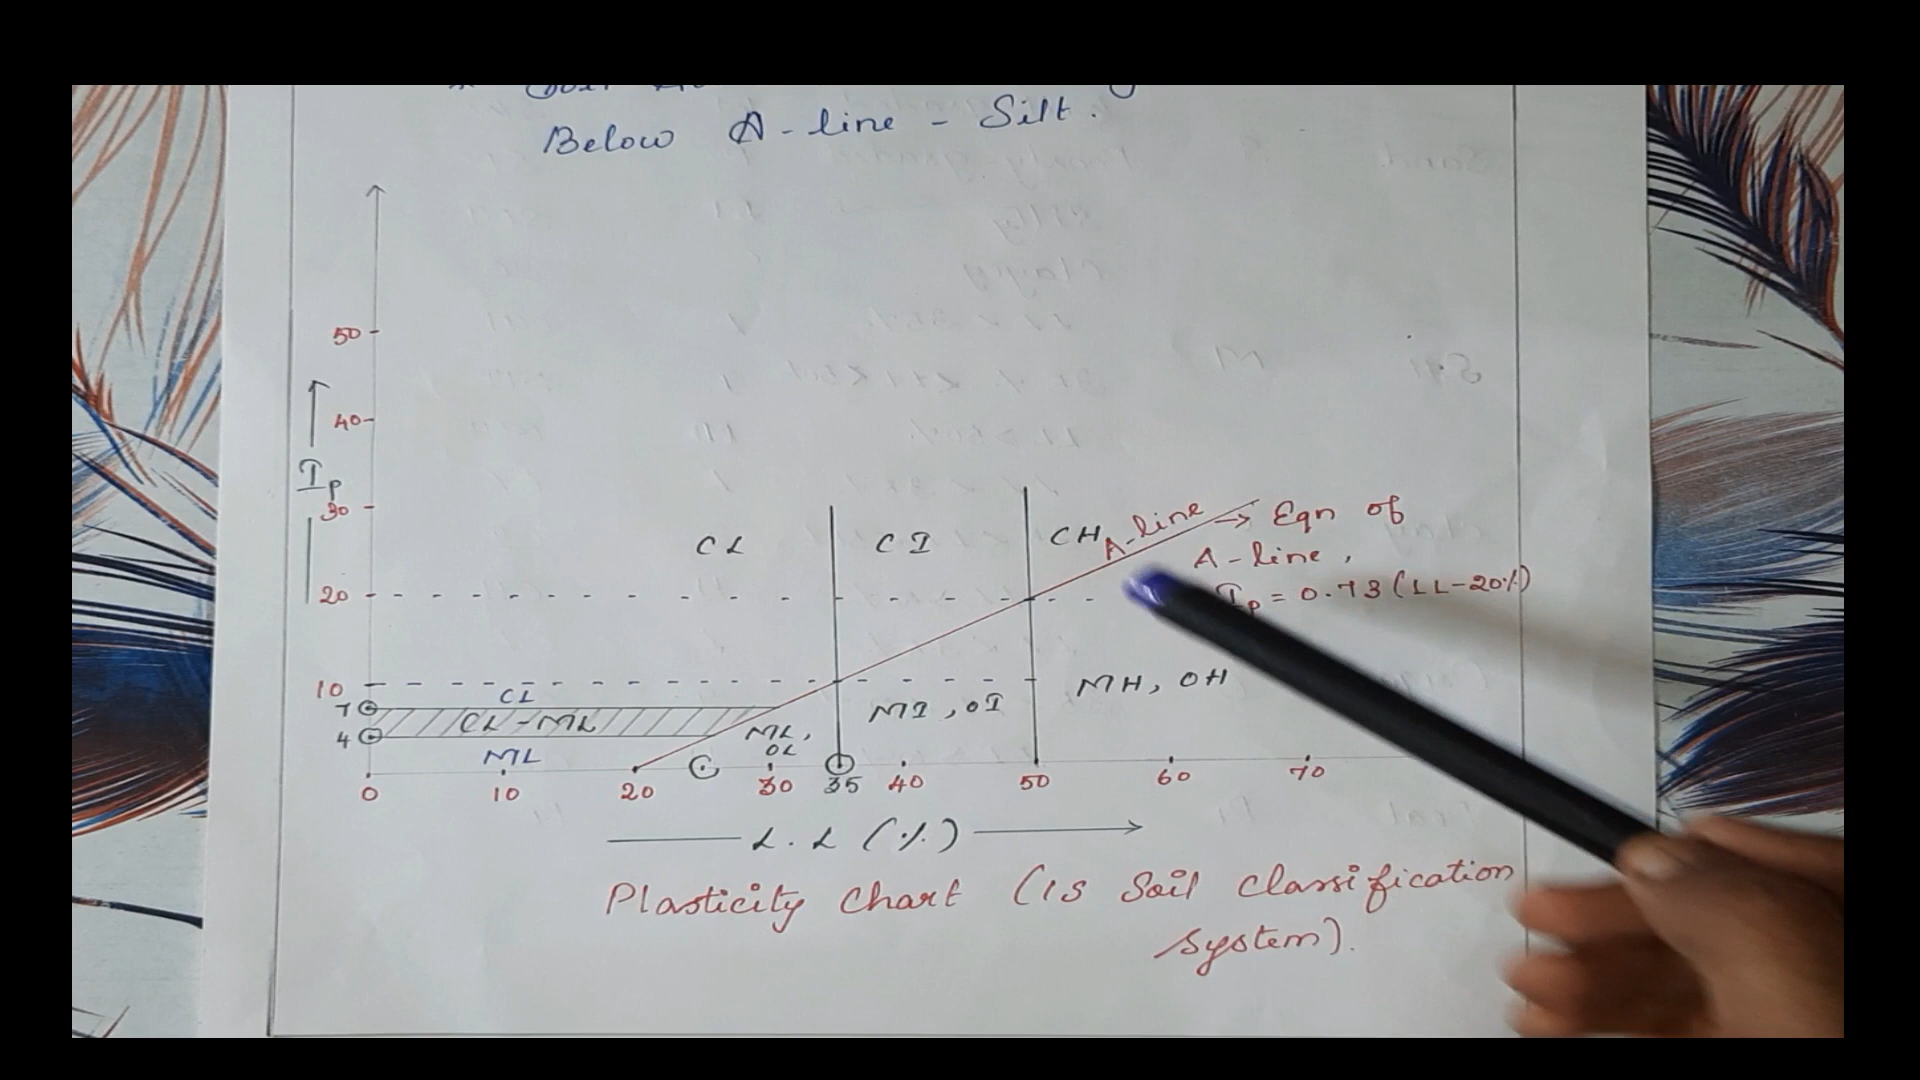 Below A-line - Silt.
50
40
Ip
30
CL CI CH A-line → Eqn of
A-line,
20 Ip = 0.73(LL-20%)
10 CL MH, OH
7 CL-ML MI, OI
4 ML ML,
OL
0 10 20 30 35 40 50 60 70
L.L (%)
Plasticity Chart (IS Soil classification
system).